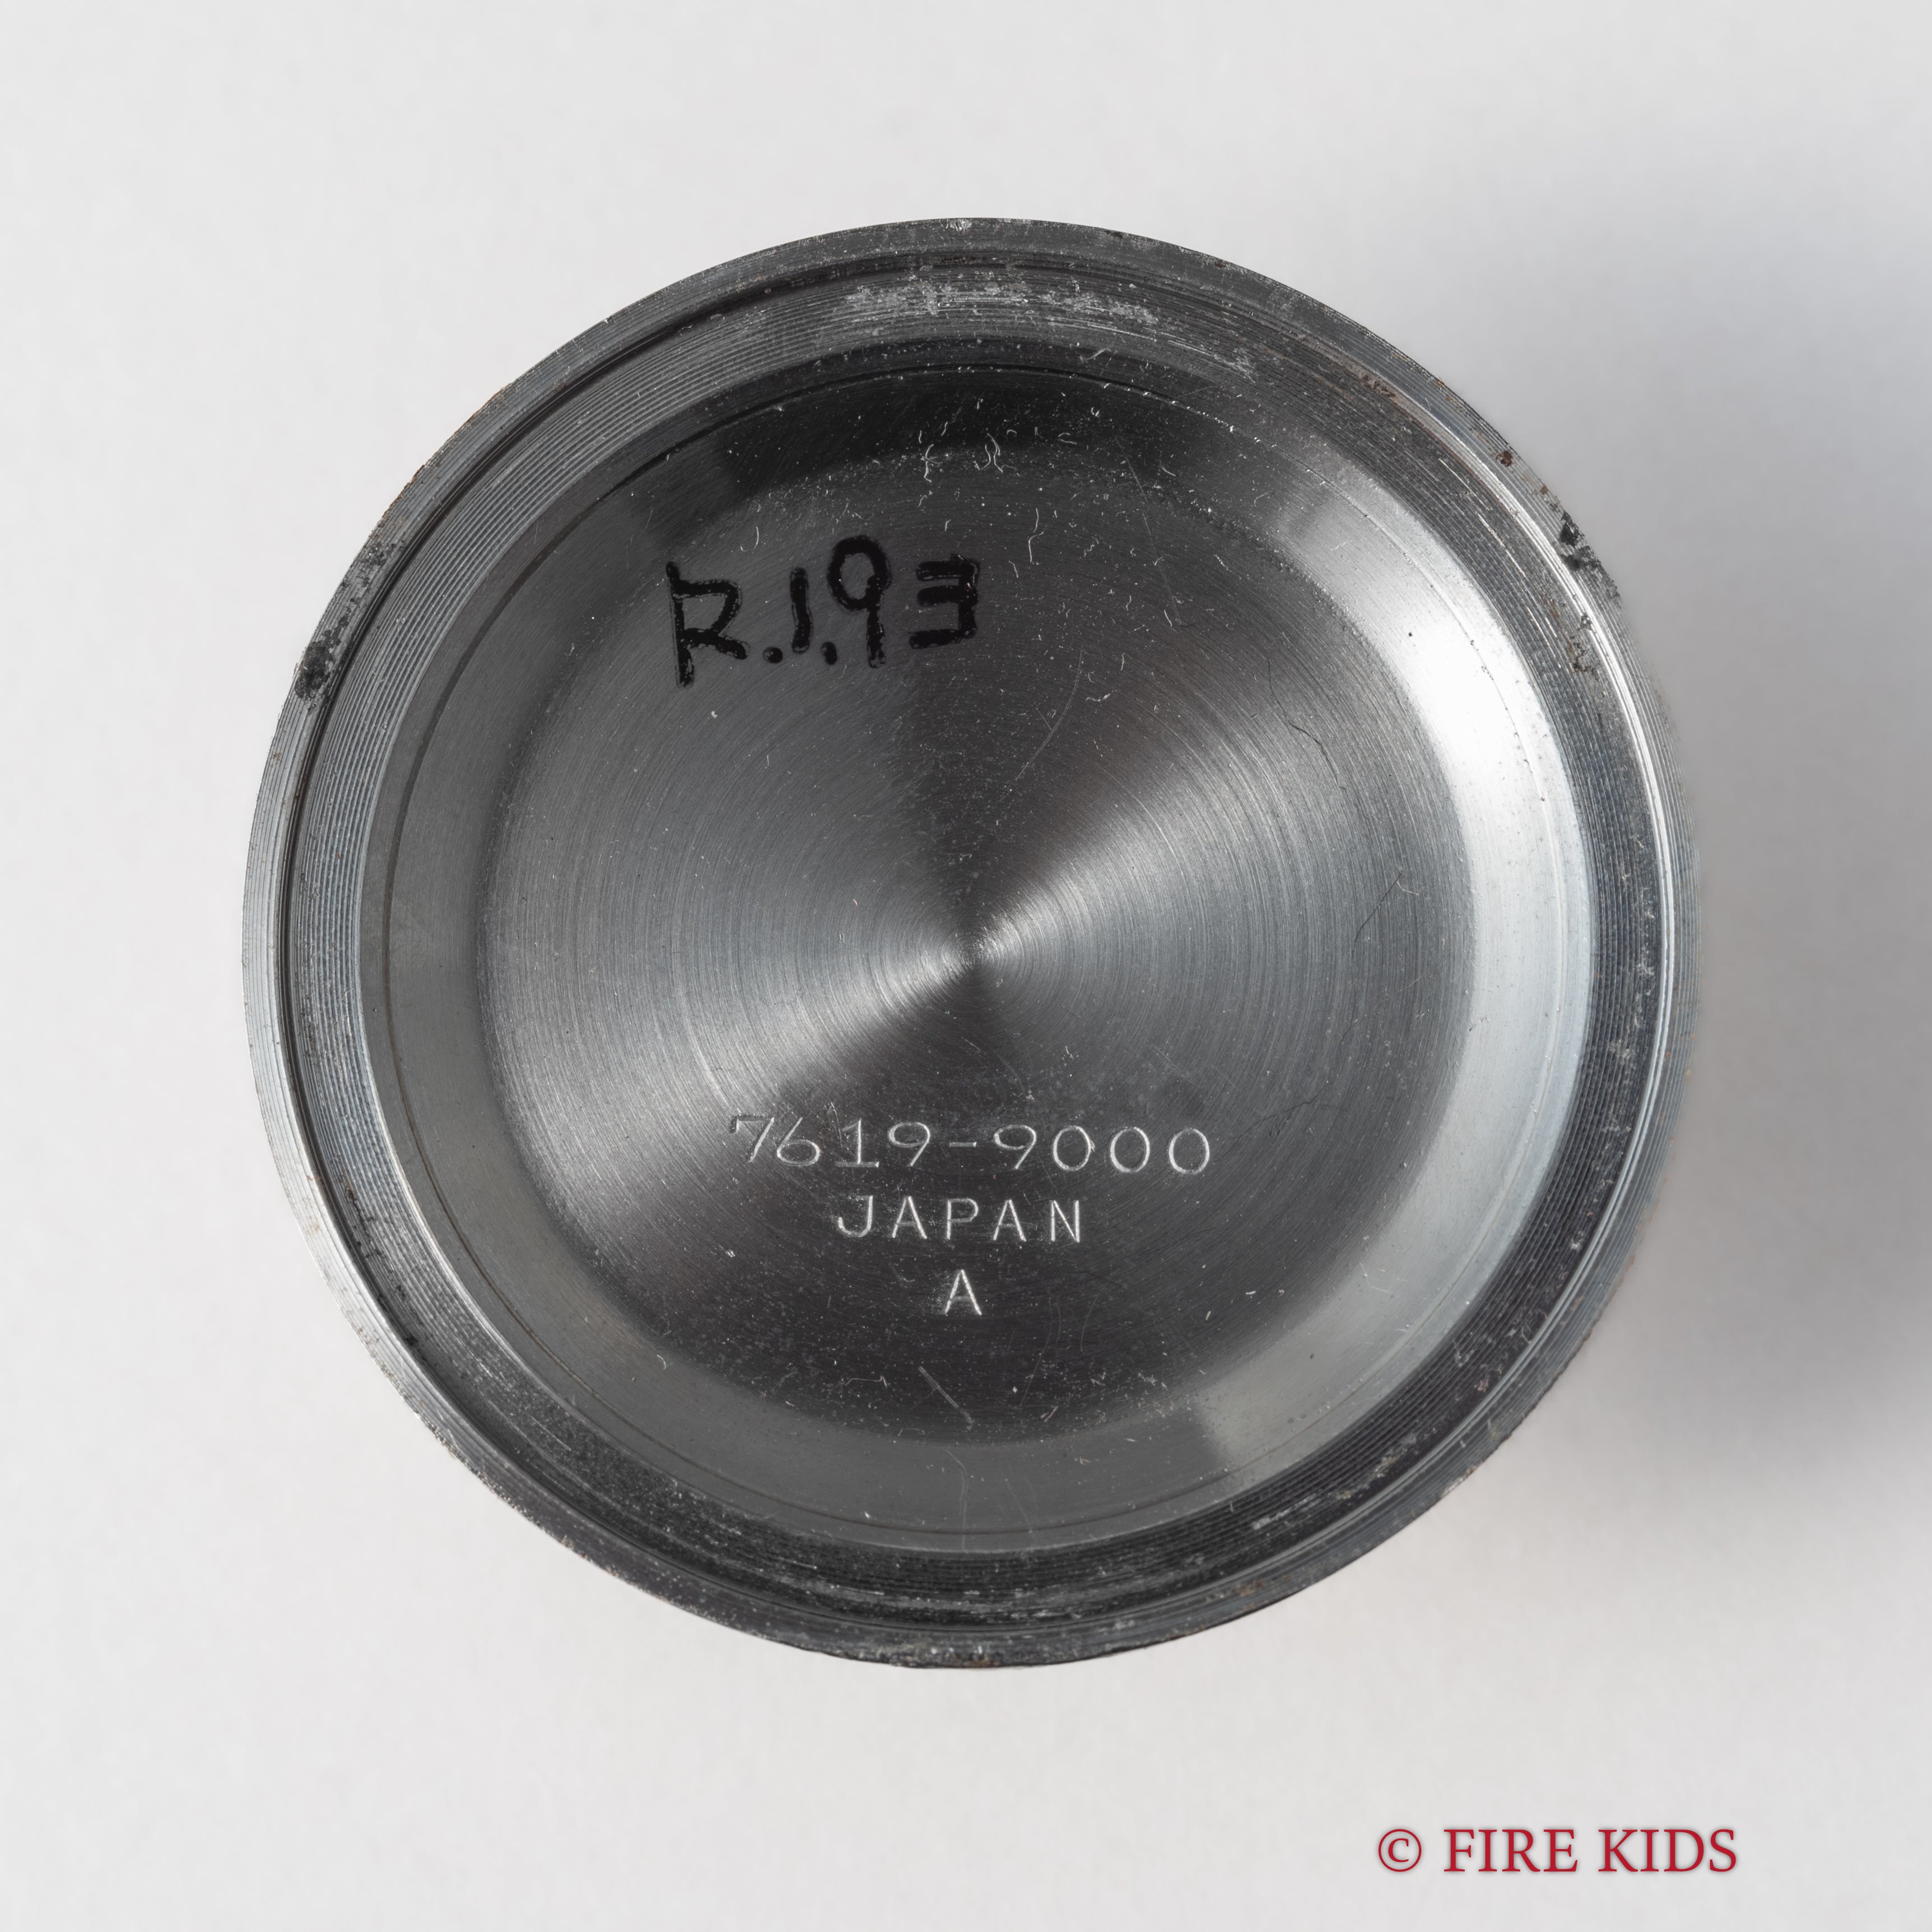 R.1.93
7619-9000
JAPAN
A
© FIRE KIDS